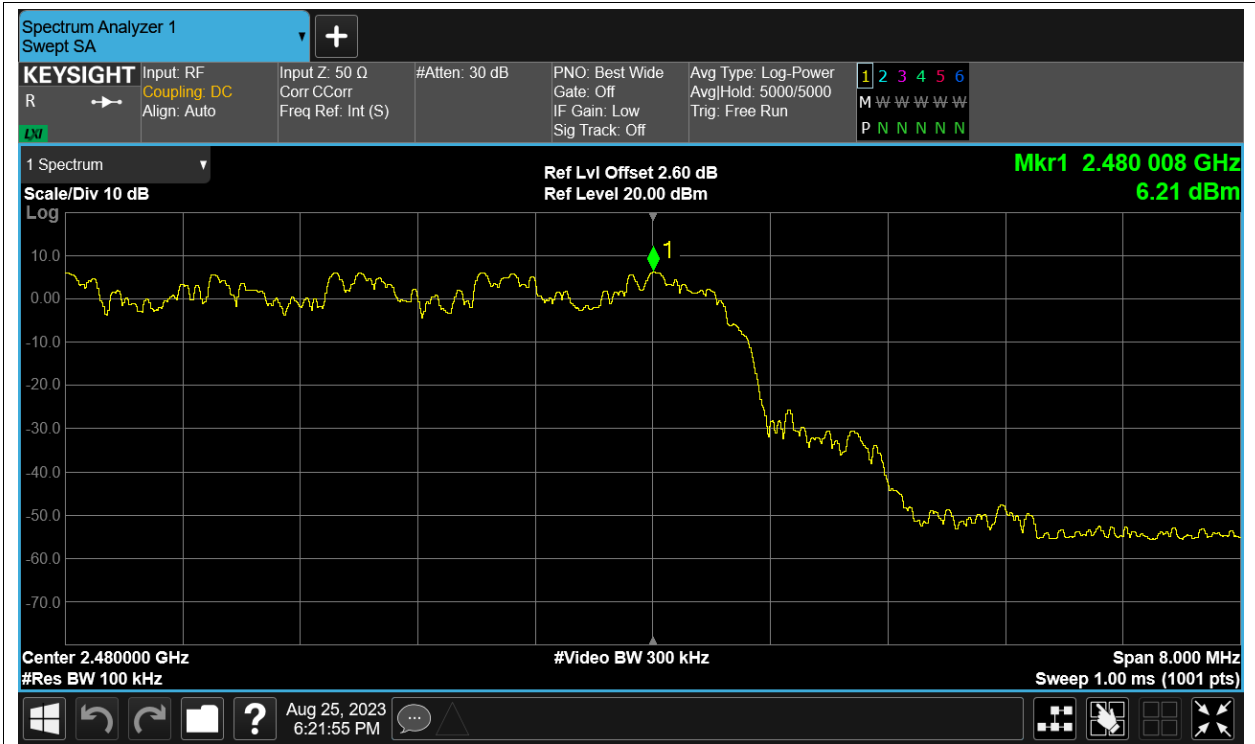 Spectrum Analyzer 1
Swept SA
KEYSIGHT
R
LXI
Input: RF
Coupling: DC
Align: Auto
Input Z: 50 Ω
Corr CCorr
Freq Ref: Int (S)
#Atten: 30 dB
PNO: Best Wide
Gate: Off
IF Gain: Low
Sig Track: Off
Avg Type: Log-Power
Avg|Hold: 5000/5000
Trig: Free Run
1 2 3 4 5 6
M W W W W W
P N N N N N
1 Spectrum
Scale/Div 10 dB
Ref Lvl Offset 2.60 dB
Ref Level 20.00 dBm
Mkr1 2.480 008 GHz
6.21 dBm
Log
1
10.0
0.00
-10.0
-20.0
-30.0
-40.0
-50.0
-60.0
-70.0
Center 2.480000 GHz
#Video BW 300 kHz
Span 8.000 MHz
#Res BW 100 kHz
Sweep 1.00 ms (1001 pts)
?
Aug 25, 2023
6:21:55 PM